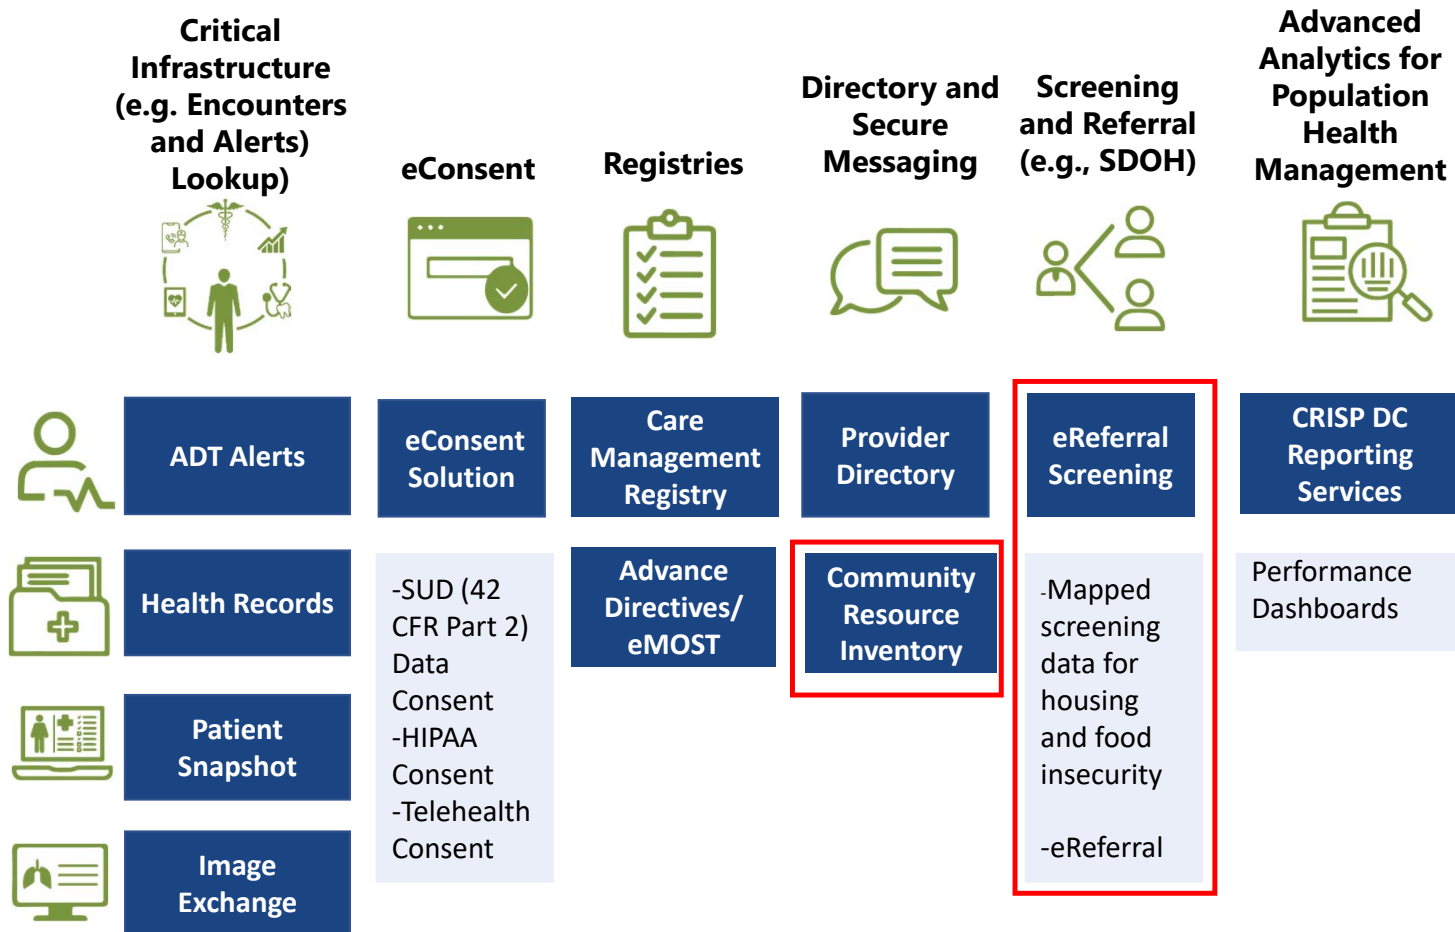 Critical
Infrastructure
(e.g. Encounters
and Alerts)
Lookup)
eConsent
Registries
Directory and
Secure
Messaging
Screening
and Referral
(e.g., SDOH)
Advanced
Analytics for
Population
Health
Management
ADT Alerts
eConsent
Solution
Care
Management
Registry
Provider
Directory
eReferral
Screening
CRISP DC
Reporting
Services
Health Records
-SUD (42
CFR Part 2)
Data
Consent
-HIPAA
Consent
-Telehealth
Consent
Advance
Directives/
eMOST
Community
Resource
Inventory
-Mapped
screening
data for
housing
and food
insecurity
-eReferral
Performance
Dashboards
Patient
Snapshot
Image
Exchange